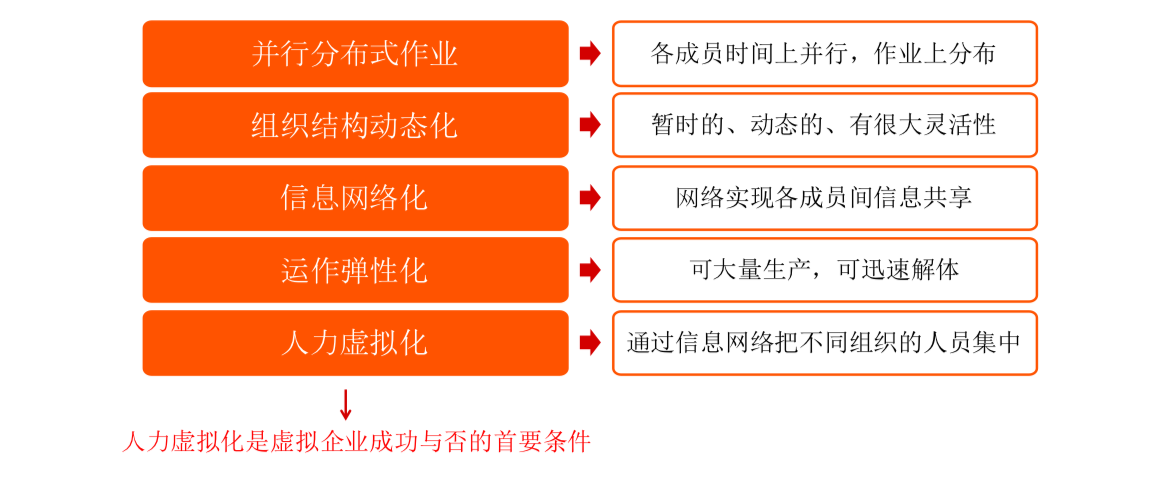 并行分布式作业
各成员时间上并行，作业上分布
组织结构动态化
暂时的、动态的、有很大灵活性
信息网络化
网络实现各成员间信息共享
运作弹性化
可大量生产，可迅速解体
人力虚拟化
通过信息网络把不同组织的人员集中
人力虚拟化是虚拟企业成功与否的首要条件